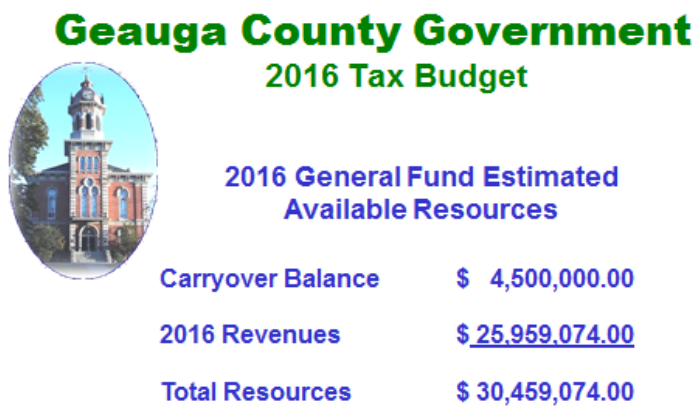 Geauga County Government
2016 Tax Budget
2016 General Fund Estimated
Available Resources
Carryover Balance $ 4,500,000.00
2016 Revenues $ 25,959,074.00
Total Resources $ 30,459,074.00